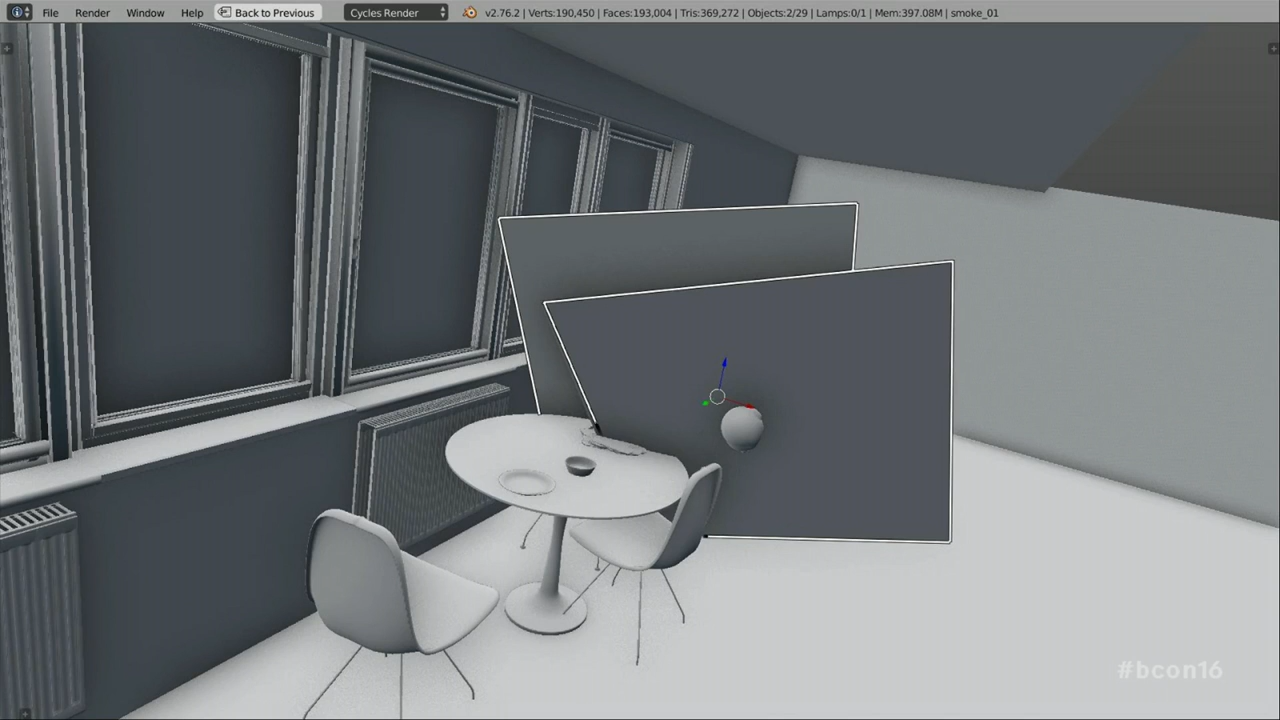 File Render Window Help Back to Previous Cycles Render v2.76.2 | Verts:190,450 | Faces:193,004 | Tris:369,272 | Objects:2/29 | Lamps:0/1 | Mem:397.08M | smoke_01
#bcon16